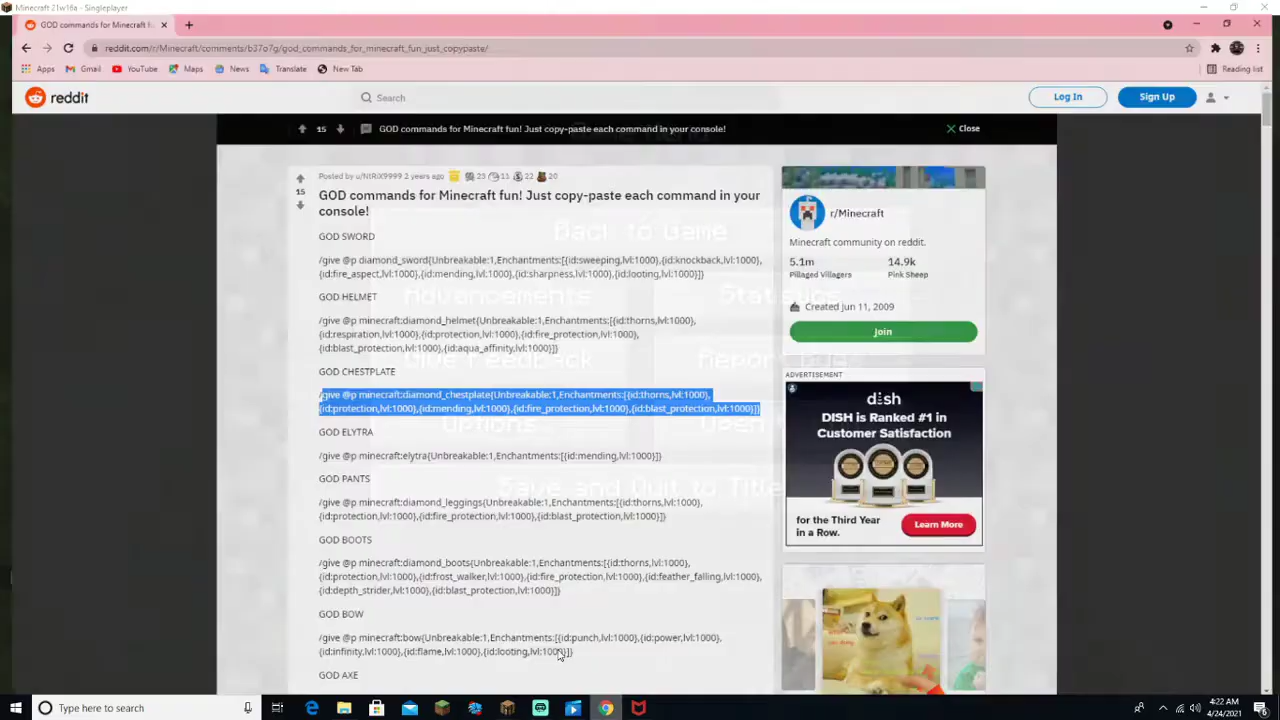 Minecraft 21w16a - Singleplayer
GOD commands for Minecraft fu
reddit.com/r/Minecraft/comments/b37o7g/god_commands_for_minecraft_fun_just_copypaste/
Apps Gmail YouTube Maps News Translate New Tab Reading list
reddit Search Log In Sign Up
15 GOD commands for Minecraft fun! Just copy-paste each command in your console! Close
Posted by u/NtRiX9999 2 years ago 23 11 22 20
15
GOD commands for Minecraft fun! Just copy-paste each command in your
console!
GOD SWORD
/give @p diamond_sword{Unbreakable:1,Enchantments:[{id:sweeping,lvl:1000},{id:knockback,lvl:1000},
{id:fire_aspect,lvl:1000},{id:mending,lvl:1000},{id:sharpness,lvl:1000},{id:looting,lvl:1000}]}
GOD HELMET
/give @p minecraft:diamond_helmet{Unbreakable:1,Enchantments:[{id:thorns,lvl:1000},
{id:respiration,lvl:1000},{id:protection,lvl:1000},{id:fire_protection,lvl:1000},
{id:blast_protection,lvl:1000},{id:aqua_affinity,lvl:1000}]}
GOD CHESTPLATE
/give @p minecraft:diamond_chestplate{Unbreakable:1,Enchantments:[{id:thorns,lvl:1000},
{id:protection,lvl:1000},{id:mending,lvl:1000},{id:fire_protection,lvl:1000},{id:blast_protection,lvl:1000}]}
GOD ELYTRA
/give @p minecraft:elytra{Unbreakable:1,Enchantments:[{id:mending,lvl:1000}]}
GOD PANTS
/give @p minecraft:diamond_leggings{Unbreakable:1,Enchantments:[{id:thorns,lvl:1000},
{id:protection,lvl:1000},{id:fire_protection,lvl:1000},{id:blast_protection,lvl:1000}]}
GOD BOOTS
/give @p minecraft:diamond_boots{Unbreakable:1,Enchantments:[{id:thorns,lvl:1000},
{id:protection,lvl:1000},{id:frost_walker,lvl:1000},{id:fire_protection,lvl:1000},{id:feather_falling,lvl:1000},
{id:depth_strider,lvl:1000},{id:blast_protection,lvl:1000}]}
GOD BOW
/give @p minecraft:bow{Unbreakable:1,Enchantments:[{id:punch,lvl:1000},{id:power,lvl:1000},
{id:infinity,lvl:1000},{id:flame,lvl:1000},{id:looting,lvl:1000}]}
GOD AXE
Back to Game
Advancements Statistics
Give Feedback Report Bugs
Options... Open
Save and Quit to Title
r/Minecraft
Minecraft community on reddit.
5.1m 14.9k
Pillaged Villagers Pink Sheep
Created Jun 11, 2009
Join
ADVERTISEMENT
dish
DISH is Ranked #1 in
Customer Satisfaction
for the Third Year
in a Row.
Learn More
Type here to search
4:22 AM
4/24/2021
6